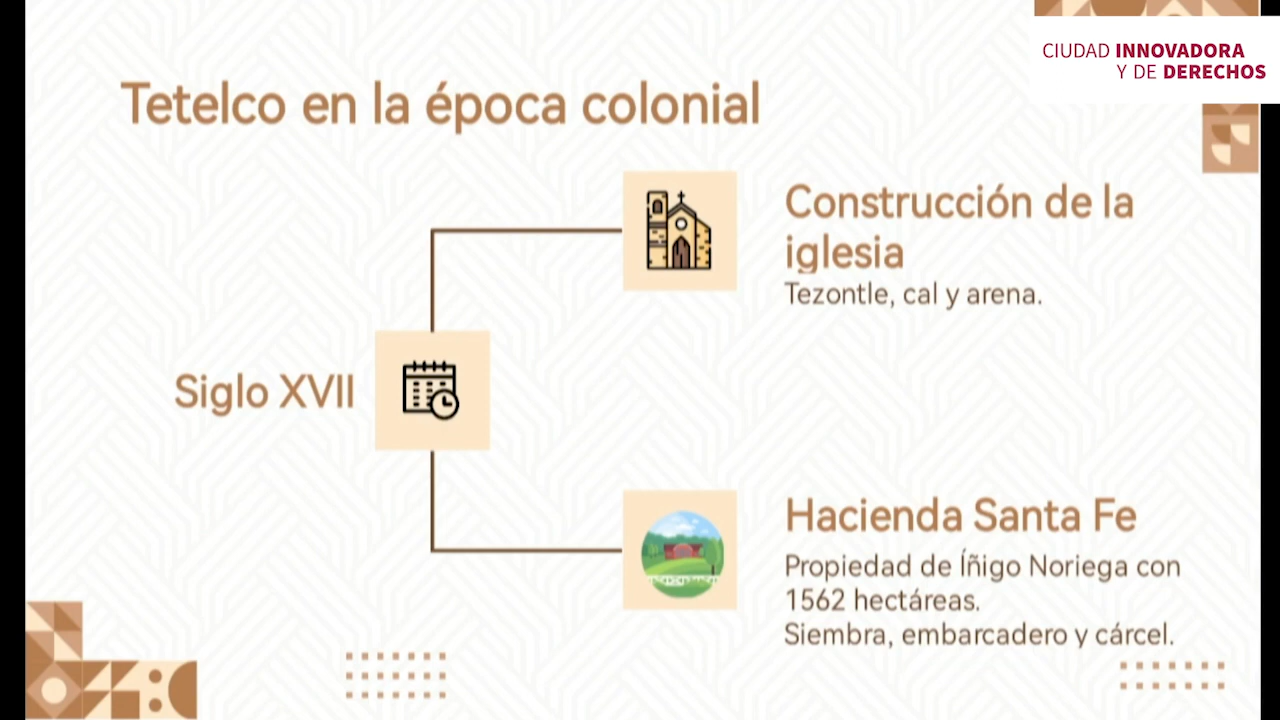 CIUDAD INNOVADORA
Y DE DERECHOS
Tetelco en la época colonial
Construcción de la
iglesia
Tezontle, cal y arena.
Siglo XVII
Hacienda Santa Fe
Propiedad de Íñigo Noriega con
1562 hectáreas.
Siembra, embarcadero y cárcel.